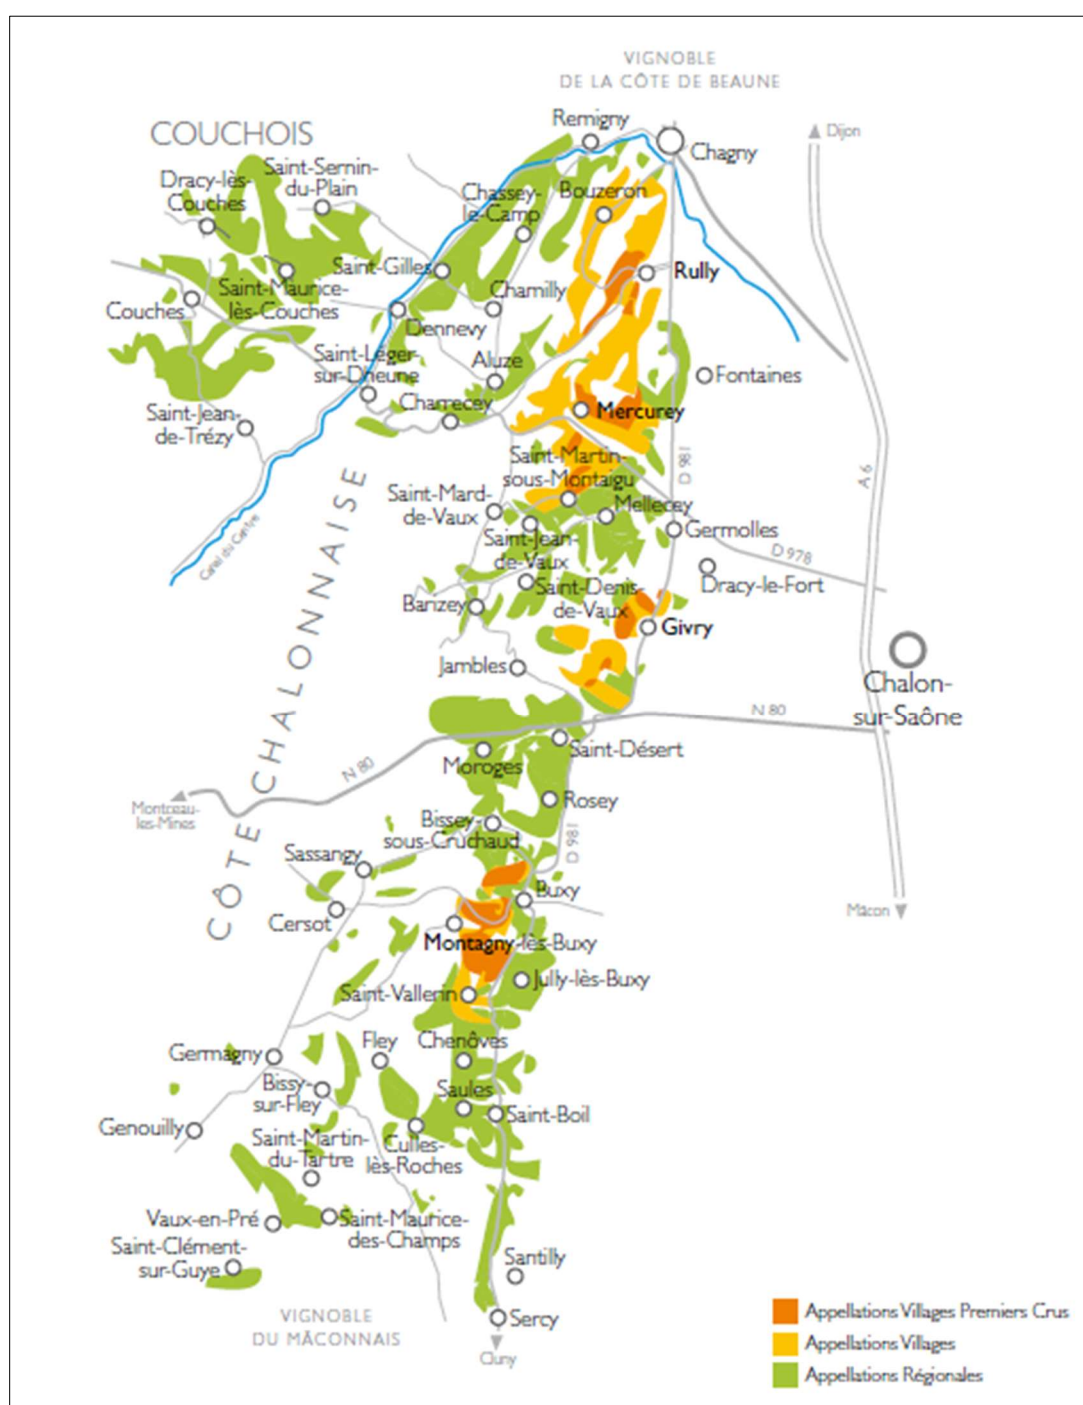 VIGNOBLE
DE LA CÔTE DE BEAUNE
COUCHOIS
Remigny
Dijon
Chagny
Saint-Sernin-
du-Plain
Dracy-lès-
Couches
Chassey-
le-Camp
Bouzeron
Saint-Gilles
Rully
Saint-Maurice-
lès-Couches
Chamilly
Couches
Dennevy
Saint-Léger-
sur-Dheune
Aluze
Fontaines
Charrecey
Mercurey
Saint-Jean-
de-Trézy
D 981
Saint-Martin-
sous-Montaigu
A 6
Saint-Mard-
de-Vaux
Mellecey
Canal du Centre
Saint-Jean-
de-Vaux
Germolles
D 978
Dracy-le-Fort
Saint-Denis-
de-Vaux
Barizey
Givry
CÔTE CHALONNAISE
Jambles
Chalon-
sur-Saône
N 80
Saint-Désert
Moroges
N 80
Montceau-
les-Mines
Rosey
Bissey-
sous-Cruchaud
D 981
Sassangy
Buxy
Cersot
Mâcon
Montagny-lès-Buxy
Jully-lès-Buxy
Saint-Vallerin
Fley
Chenôves
Germagny
Bissy-
sur-Fley
Saules
Saint-Boil
Genouilly
Saint-Martin-
du-Tartre
Culles-
lès-Roches
Vaux-en-Pré
Saint-Maurice-
des-Champs
Saint-Clément-
sur-Guye
Santilly
VIGNOBLE
DU MÂCONNAIS
Sercy
Cluny
Appellations Villages Premiers Crus
Appellations Villages
Appellations Régionales